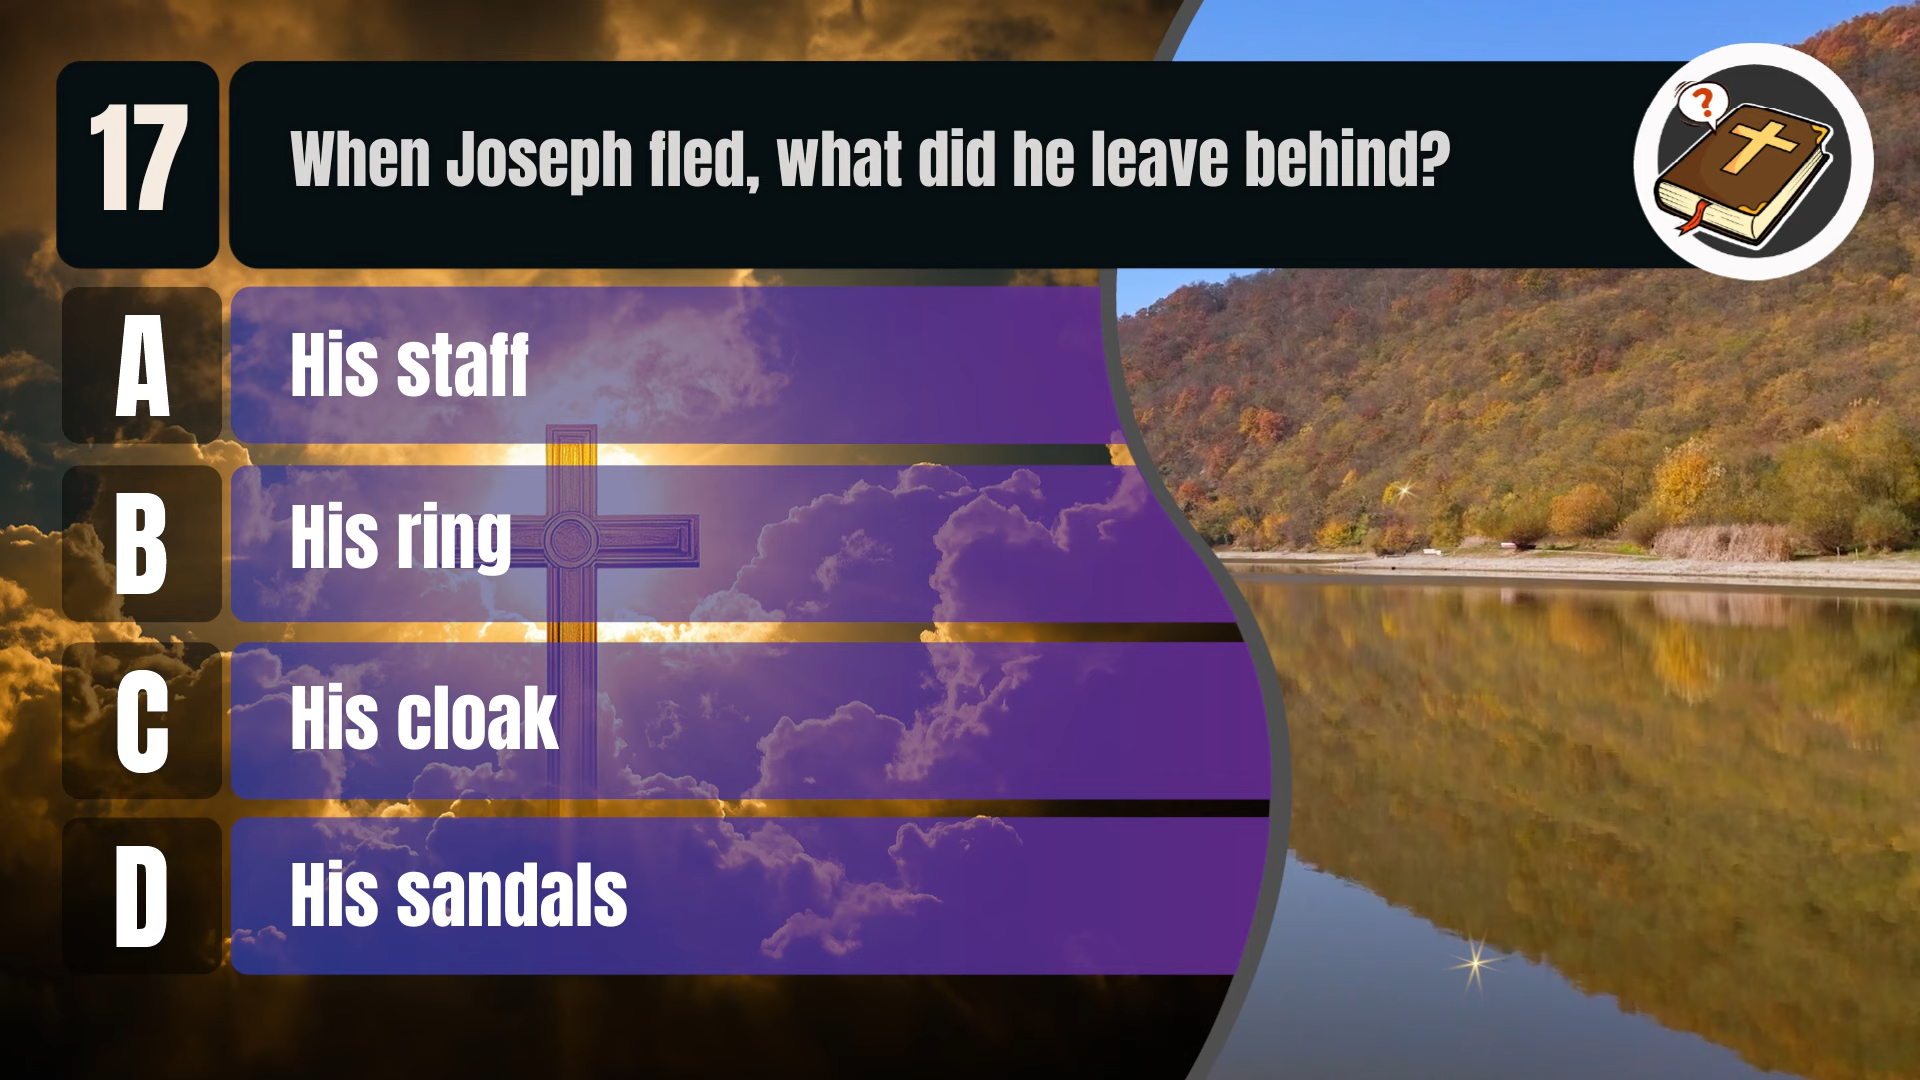 17
When Joseph fled, what did he leave behind?
?
A
His staff
B
His ring
C
His cloak
D
His sandals